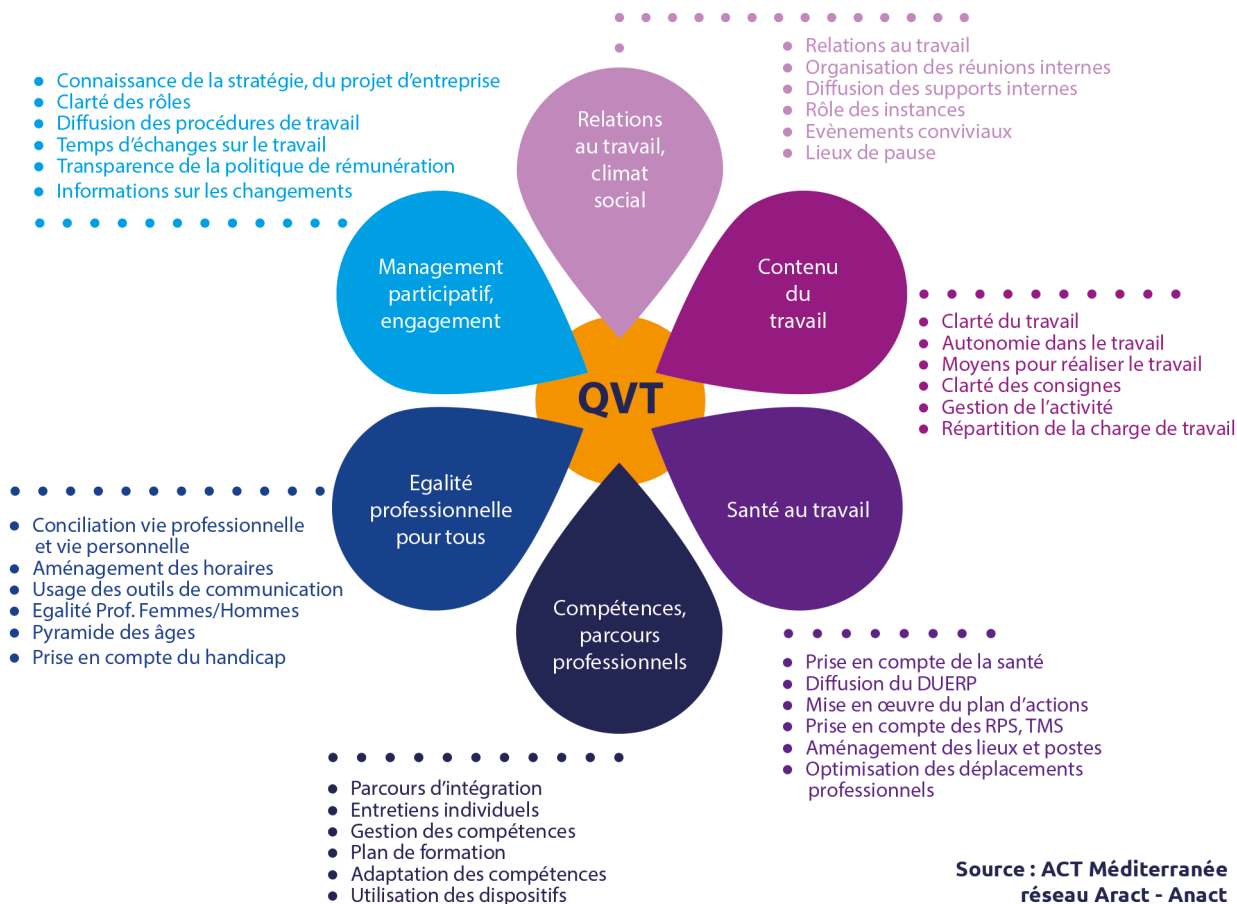 Relations au travail
Organisation des réunions internes
Diffusion des supports internes
Rôle des instances
Evènements conviviaux
Lieux de pause
Connaissance de la stratégie, du projet d’entreprise
Clarté des rôles
Diffusion des procédures de travail
Temps d’échanges sur le travail
Transparence de la politique de rémunération
Informations sur les changements
Relations
au travail,
climat
social
Management
participatif,
engagement
Contenu
du
travail
Clarté du travail
Autonomie dans le travail
Moyens pour réaliser le travail
Clarté des consignes
Gestion de l’activité
Répartition de la charge de travail
QVT
Egalité
professionnelle
pour tous
Santé au travail
Conciliation vie professionnelle
et vie personnelle
Aménagement des horaires
Usage des outils de communication
Egalité Prof. Femmes/Hommes
Pyramide des âges
Prise en compte du handicap
Compétences,
parcours
professionnels
Prise en compte de la santé
Diffusion du DUERP
Mise en œuvre du plan d’actions
Prise en compte des RPS, TMS
Aménagement des lieux et postes
Optimisation des déplacements
professionnels
Parcours d’intégration
Entretiens individuels
Gestion des compétences
Plan de formation
Adaptation des compétences
Utilisation des dispositifs
Source : ACT Méditerranée
réseau Aract - Anact